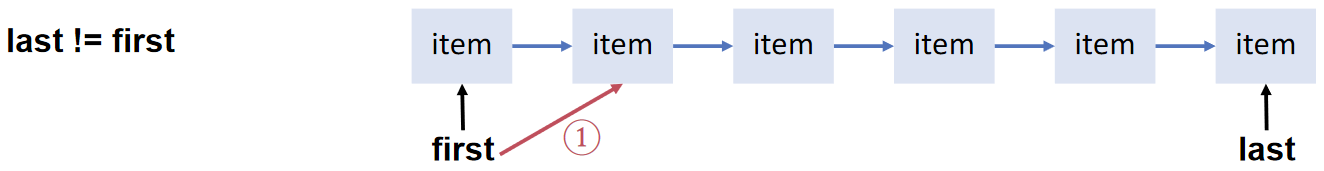 last != first
item item item item item item
①
first last